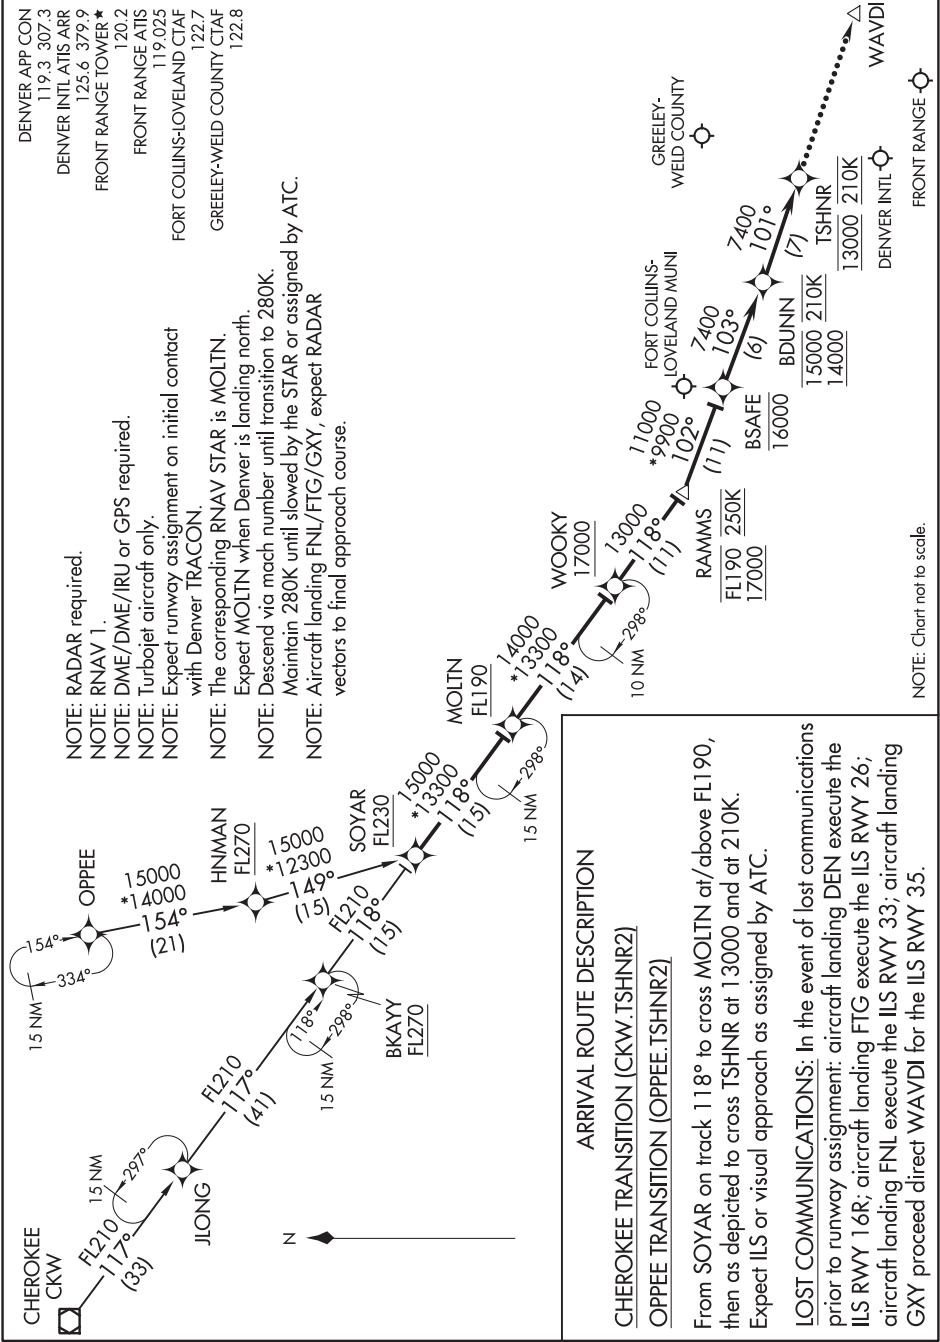 DENVER APP CON
119.3 307.3
DENVER INTL ATIS ARR
125.6 379.9
FRONT RANGE TOWER★
120.2
FRONT RANGE ATIS
119.025
FORT COLLINS-LOVELAND CTAF
122.7
GREELEY-WELD COUNTY CTAF
122.8
NOTE: RADAR required.
NOTE: RNAV 1.
NOTE: DME/DME/IRU or GPS required.
NOTE: Turbojet aircraft only.
NOTE: Expect runway assignment on initial contact
with Denver TRACON.
NOTE: The corresponding RNAV STAR is MOLTN.
Expect MOLTN when Denver is landing north.
NOTE: Descend via mach number until transition to 280K.
Maintain 280K until slowed by the STAR or assigned by ATC.
NOTE: Aircraft landing FNL/FTG/GXY, expect RADAR
vectors to final approach course.
CHEROKEE
CKW
FL210
117°
(33)
15 NM
297°
JLONG
FL210
117°
(41)
15 NM
118°
298°
BKAYY
FL270
FL210
118°
(15)
15 NM
154°
334°
OPPEE
15000
*14000
154°
(21)
HNMAN
FL270
15000
*12300
149°
(15)
SOYAR
FL230
15000
*13300
118°
(15)
15 NM
298°
MOLTN
FL190
14000
*13300
118°
(14)
10 NM
298°
WOOKY
17000
13000
118°
(11)
RAMMS
FL190 250K
17000
11000
*9900
102°
(11)
FORT COLLINS-
LOVELAND MUNI
BSAFE
16000
7400
103°
(6)
BDUNN
15000 210K
14000
7400
101°
(7)
TSHNR
13000 210K
GREELEY-
WELD COUNTY
DENVER INTL
FRONT RANGE
WAVDI
N
NOTE: Chart not to scale.
ARRIVAL ROUTE DESCRIPTION
CHEROKEE TRANSITION (CKW.TSHNR2)
OPPEE TRANSITION (OPPEE.TSHNR2)
From SOYAR on track 118° to cross MOLTN at/above FL190,
then as depicted to cross TSHNR at 13000 and at 210K.
Expect ILS or visual approach as assigned by ATC.
LOST COMMUNICATIONS: In the event of lost communications
prior to runway assignment: aircraft landing DEN execute the
ILS RWY 16R; aircraft landing FTG execute the ILS RWY 26;
aircraft landing FNL execute the ILS RWY 33; aircraft landing
GXY proceed direct WAVDI for the ILS RWY 35.